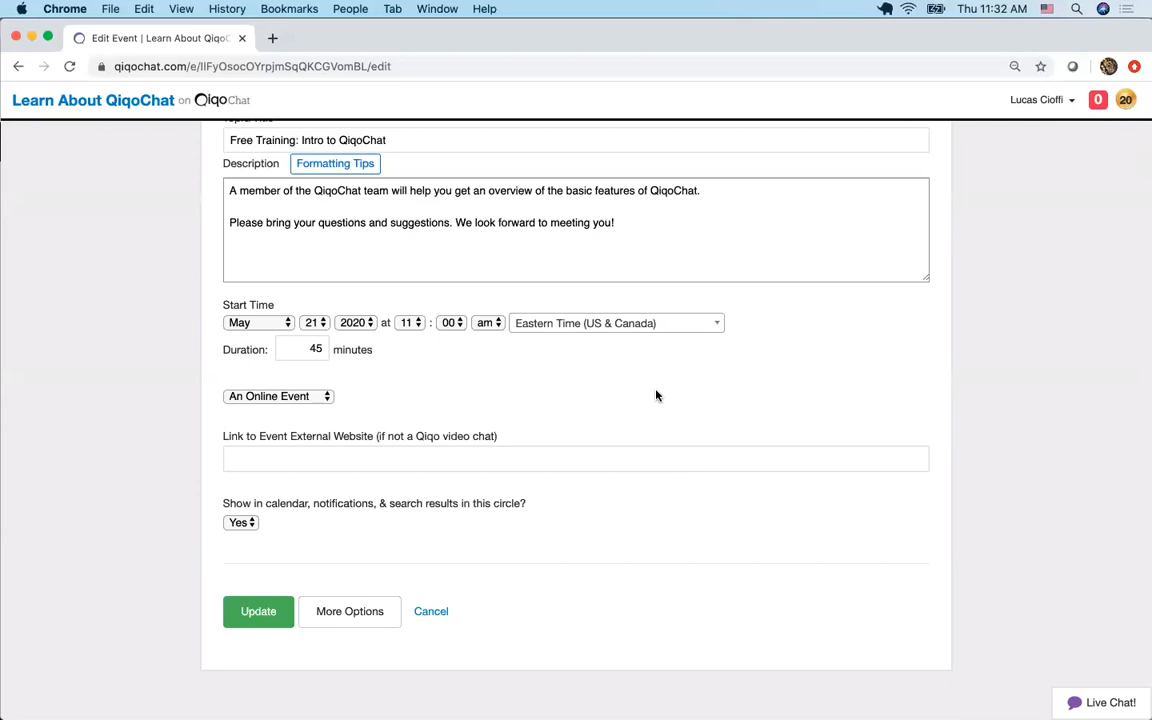 Chrome File Edit View History Bookmarks People Tab Window Help Thu 11:32 AM
Edit Event | Learn About Qiqo
qiqochat.com/e/IlFyOsocOYrpjmSqQKCGVomBL/edit
Learn About QiqoChat on Qiqo Chat Lucas Cioffi 0 20
Free Training: Intro to QiqoChat
Description Formatting Tips
A member of the QiqoChat team will help you get an overview of the basic features of QiqoChat.
Please bring your questions and suggestions. We look forward to meeting you!
Start Time
May 21 2020 at 11 : 00 am Eastern Time (US & Canada)
Duration: 45 minutes
An Online Event
Link to Event External Website (if not a Qiqo video chat)
Show in calendar, notifications, & search results in this circle?
Yes
Update More Options Cancel
Live Chat!